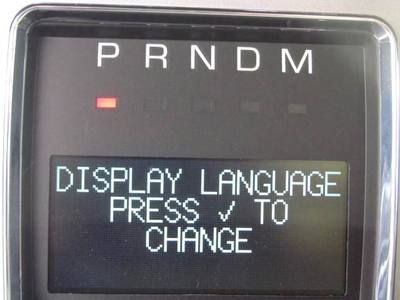 P R N D M
DISPLAY LANGUAGE
PRESS ✓ TO
CHANGE